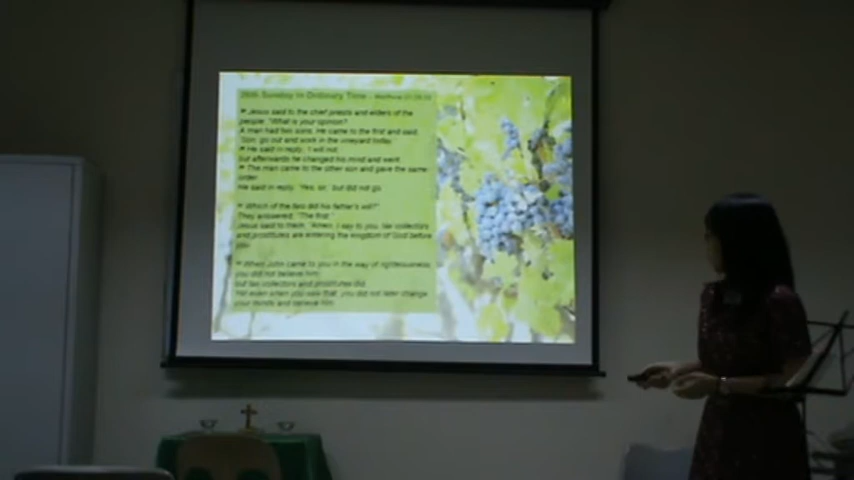 26th Sunday in Ordinary Time - Matthew
Jesus said to the chief priests and elders of the
people: "What is your opinion?
A man had two sons. He came to the first and said,
'Son, go out and work in the vineyard today.'
He said in reply, 'I will not,'
but afterwards he changed his mind and went.
The man came to the other son and gave the same
order.
He said in reply, 'Yes, sir,' but did not go.
Which of the two did his father's will?"
They answered, "The first."
Jesus said to them, "Amen, I say to you, tax collectors
and prostitutes are entering the kingdom of God before
you.
When John came to you in the way of righteousness,
you did not believe him;
but tax collectors and prostitutes did.
Yet even when you saw that, you did not later change
your minds and believe him.